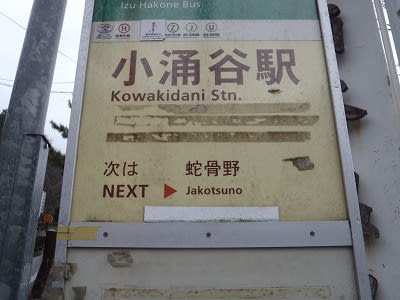 Izu Hakone Bus
H
Z
J
U
小涌谷駅
Kowakidani Stn.
次は 蛇骨野
NEXT Jakotsuno